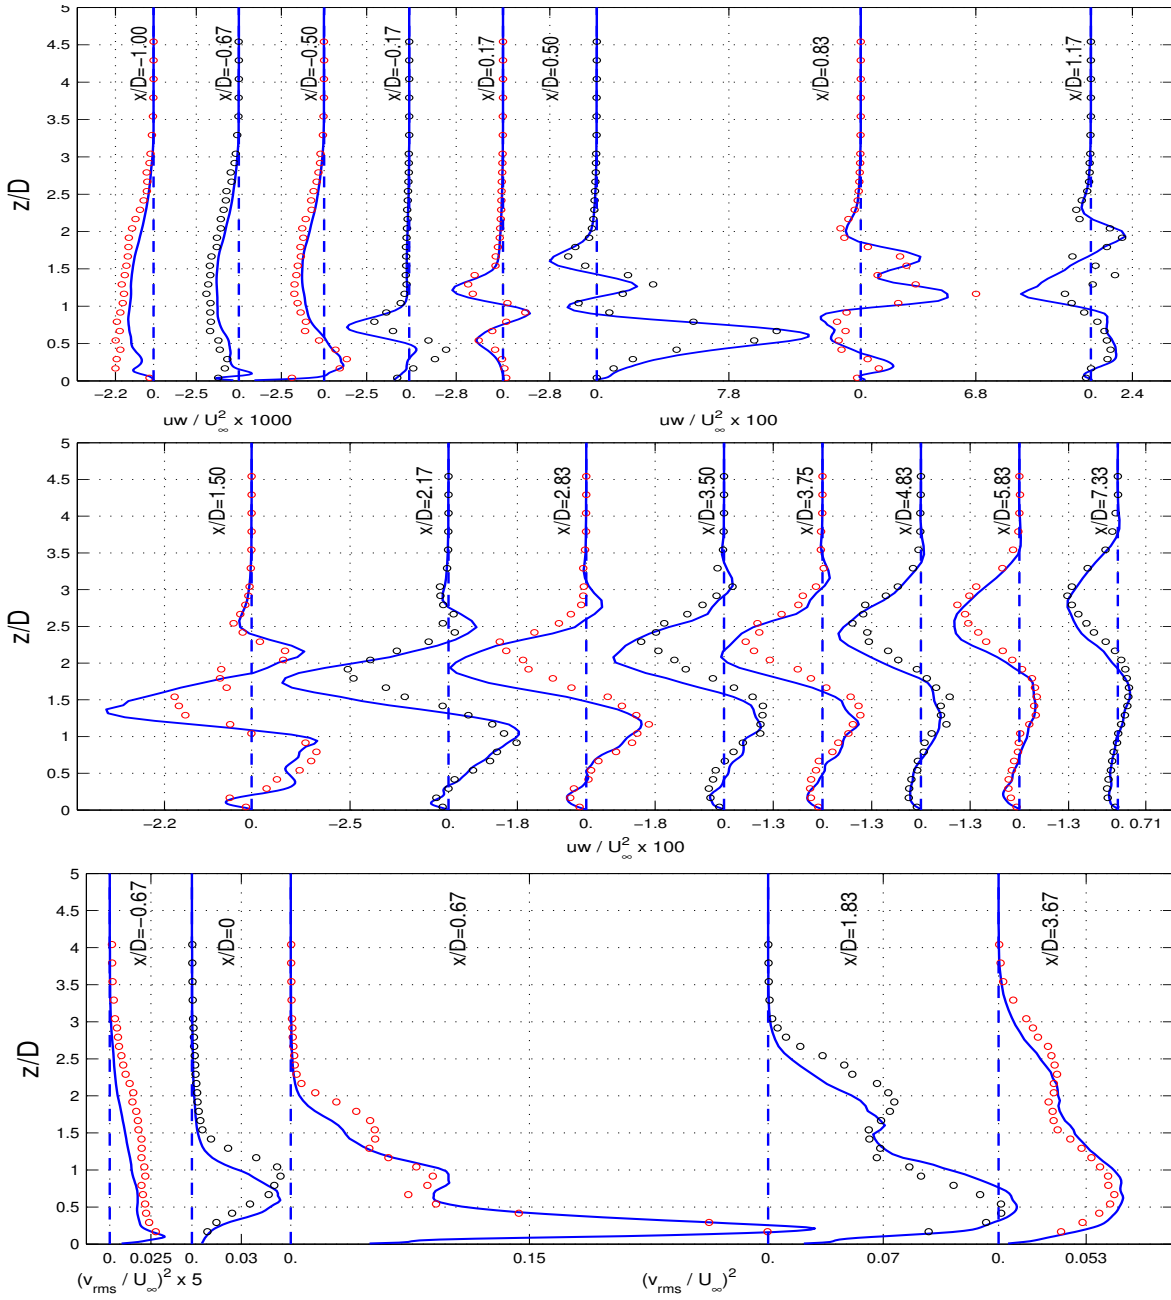 5
4.5
4
3.5
3
2.5
2
1.5
1
0.5
0
z/D
x/D=−1.00
x/D=−0.67
x/D=−0.50
x/D=−0.17
x/D=0.17
x/D=0.50
x/D=0.83
x/D=1.17
−2.2 0. −2.5 0. −2.5 0. −2.5 0. −2.8 0. −2.8 0. 7.8 0. 6.8 0. 2.4
uw / U∞² x 1000 uw / U∞² x 100
5
4.5
4
3.5
3
2.5
2
1.5
1
0.5
0
z/D
x/D=1.50
x/D=2.17
x/D=2.83
x/D=3.50
x/D=3.75
x/D=4.83
x/D=5.83
x/D=7.33
−2.2 0. −2.5 0. −1.8 0. −1.8 0. −1.3 0. −1.3 0. −1.3 0. −1.3 0. 0.71
uw / U∞² x 100
5
4.5
4
3.5
3
2.5
2
1.5
1
0.5
0
z/D
x/D=−0.67
x/D=0
x/D=0.67
x/D=1.83
x/D=3.67
0. 0.025 0. 0.03 0. 0.15 0. 0.07 0. 0.053
(v_rms / U∞)² x 5 (v_rms / U∞)²